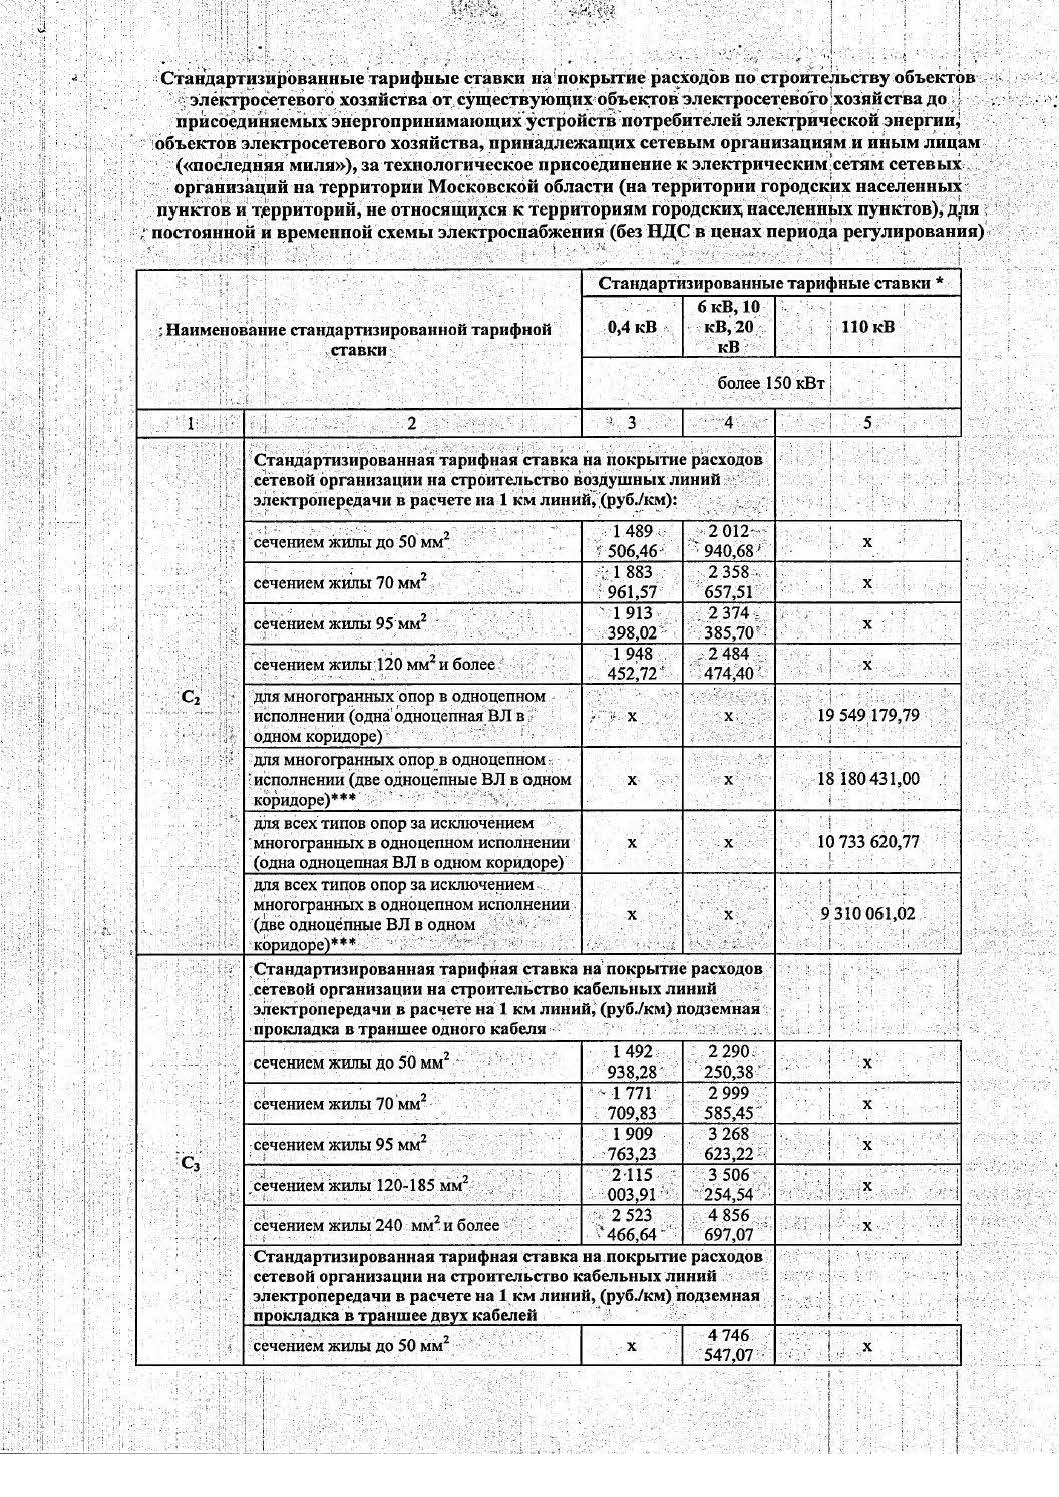 Стандартизированные тарифные ставки на покрытие расходов по строительству объектов
электросетевого хозяйства от существующих объектов электросетевого хозяйства до
присоединяемых энергопринимающих устройств потребителей электрической энергии,
объектов электросетевого хозяйства, принадлежащих сетевым организациям и иным лицам
(«последняя миля»), за технологическое присоединение к электрическим сетям сетевых
организаций на территории Московской области (на территории городских населенных
пунктов и территорий, не относящихся к территориям городских населенных пунктов), для
постоянной и временной схемы электроснабжения (без НДС в ценах периода регулирования)
Наименование стандартизированной тарифной
ставки
Стандартизированные тарифные ставки *
0,4 кВ
6 кВ, 10
кВ, 20
кВ
110 кВ
более 150 кВт
1 2 3 4 5
С₂
Стандартизированная тарифная ставка на покрытие расходов
сетевой организации на строительство воздушных линий
электропередачи в расчете на 1 км линий, (руб./км):
сечением жилы до 50 мм²
1 489
506,46
2 012
940,68
х
сечением жилы 70 мм²
1 883
961,57
2 358
657,51
х
сечением жилы 95 мм²
1 913
398,02
2 374
385,70
х
сечением жилы 120 мм² и более
1 948
452,72
2 484
474,40
х
для многогранных опор в одноцепном
исполнении (одна одноцепная ВЛ в
одном коридоре)
х х 19 549 179,79
для многогранных опор в одноцепном
исполнении (две одноцепные ВЛ в одном
коридоре)***
х х 18 180 431,00
для всех типов опор за исключением
многогранных в одноцепном исполнении
(одна одноцепная ВЛ в одном коридоре)
х х 10 733 620,77
для всех типов опор за исключением
многогранных в одноцепном исполнении
(две одноцепные ВЛ в одном
коридоре)***
х х 9 310 061,02
С₃
Стандартизированная тарифная ставка на покрытие расходов
сетевой организации на строительство кабельных линий
электропередачи в расчете на 1 км линий, (руб./км) подземная
прокладка в траншее одного кабеля
сечением жилы до 50 мм²
1 492
938,28
2 290
250,38
х
сечением жилы 70 мм²
1 771
709,83
2 999
585,45
х
сечением жилы 95 мм²
1 909
763,23
3 268
623,22
х
сечением жилы 120-185 мм²
2 115
003,91
3 506
254,54
х
сечением жилы 240 мм² и более
2 523
466,64
4 856
697,07
х
Стандартизированная тарифная ставка на покрытие расходов
сетевой организации на строительство кабельных линий
электропередачи в расчете на 1 км линий, (руб./км) подземная
прокладка в траншее двух кабелей
сечением жилы до 50 мм²
х
4 746
547,07
х